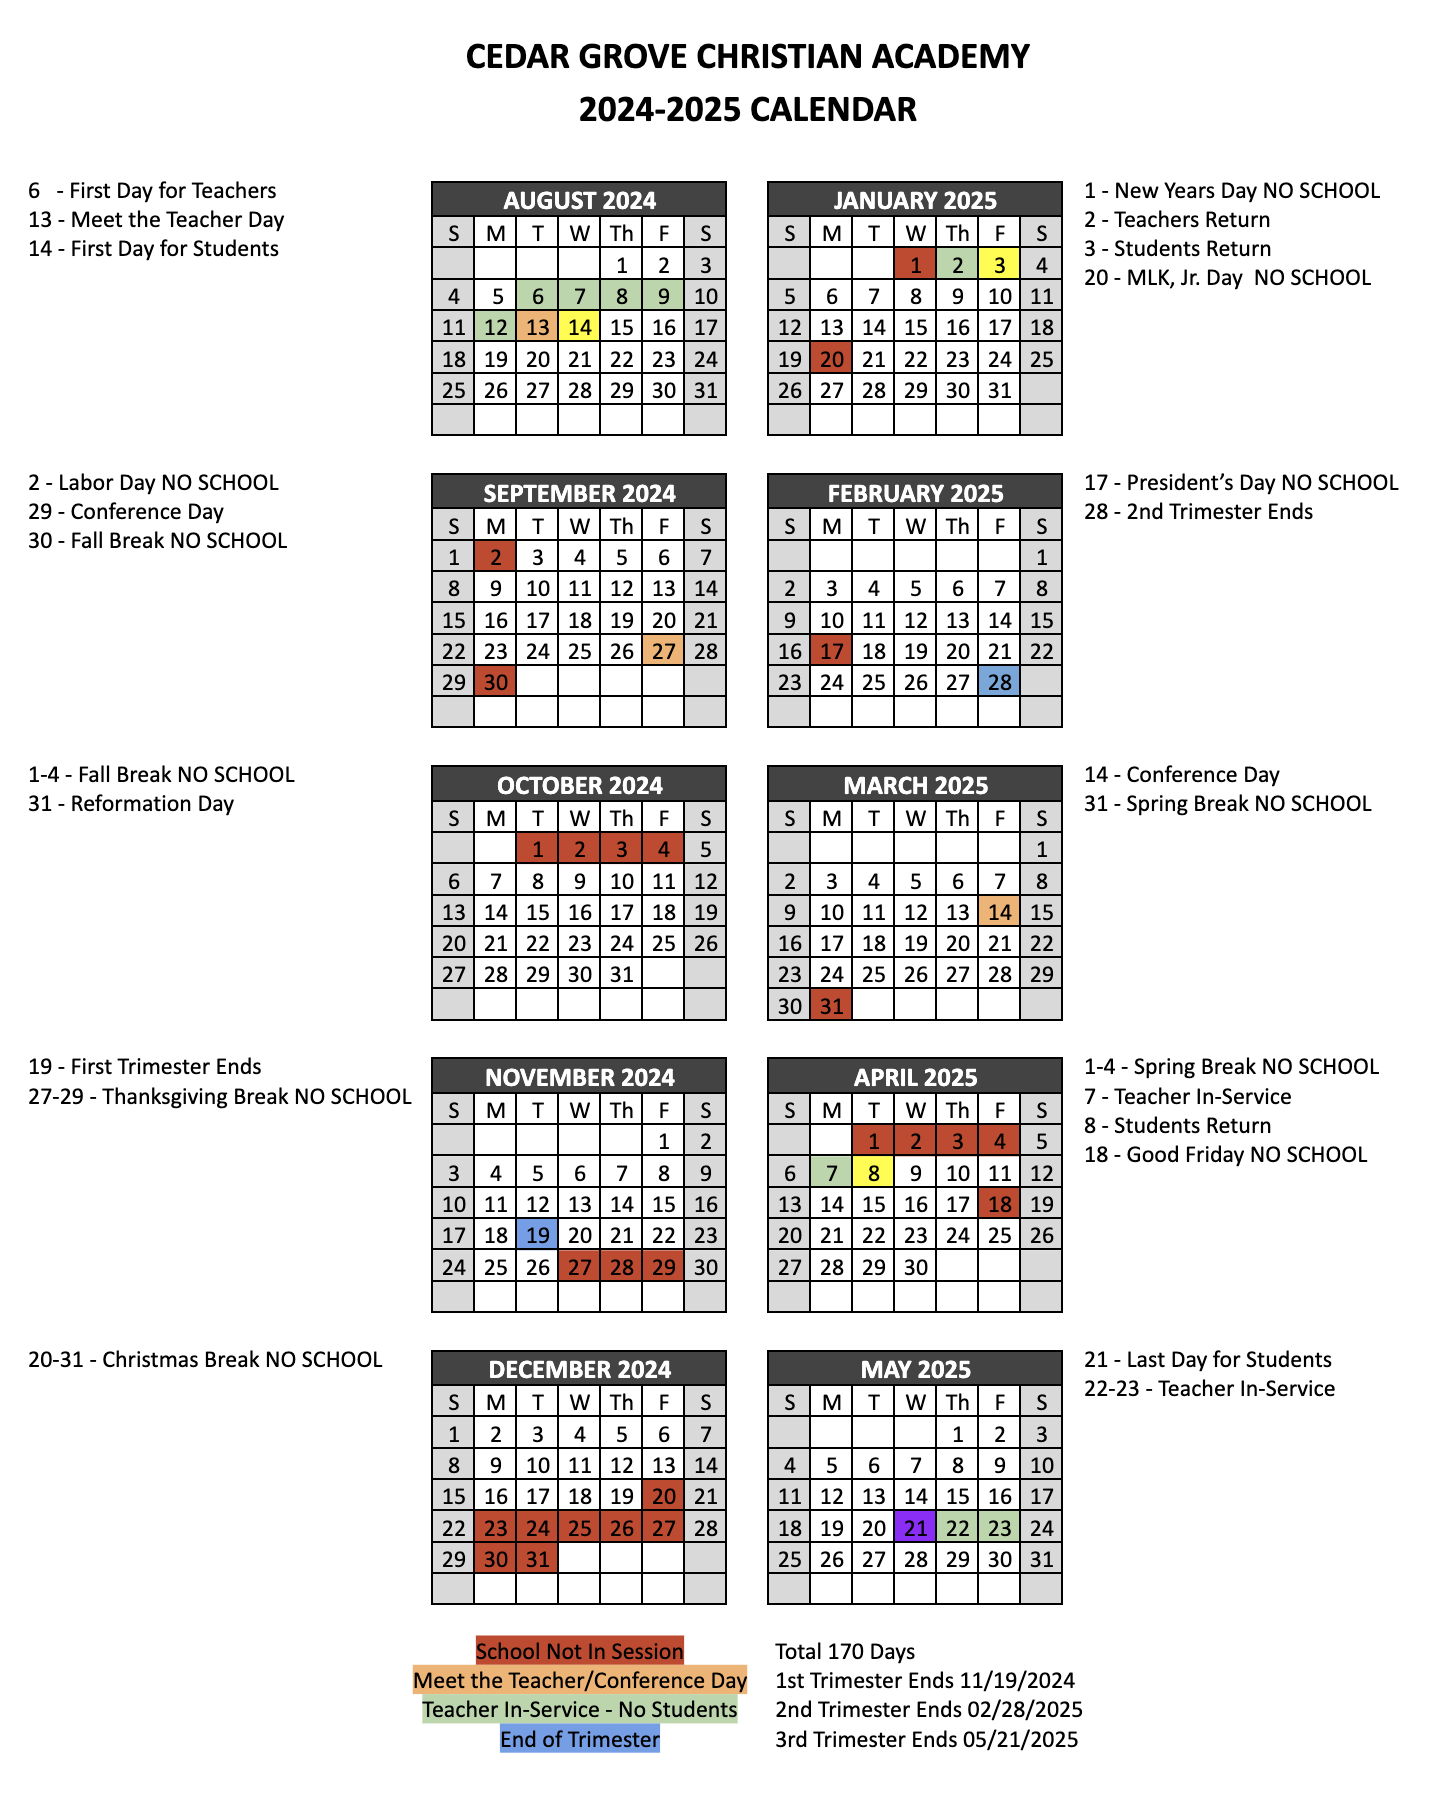 CEDAR GROVE CHRISTIAN ACADEMY
2024-2025 CALENDAR
6 - First Day for Teachers
13 - Meet the Teacher Day
14 - First Day for Students
AUGUST 2024
S M T W Th F S
1 2 3
4 5 6 7 8 9 10
11 12 13 14 15 16 17
18 19 20 21 22 23 24
25 26 27 28 29 30 31
JANUARY 2025
S M T W Th F S
1 2 3 4
5 6 7 8 9 10 11
12 13 14 15 16 17 18
19 20 21 22 23 24 25
26 27 28 29 30 31
1 - New Years Day NO SCHOOL
2 - Teachers Return
3 - Students Return
20 - MLK, Jr. Day NO SCHOOL
2 - Labor Day NO SCHOOL
29 - Conference Day
30 - Fall Break NO SCHOOL
SEPTEMBER 2024
S M T W Th F S
1 2 3 4 5 6 7
8 9 10 11 12 13 14
15 16 17 18 19 20 21
22 23 24 25 26 27 28
29 30
FEBRUARY 2025
S M T W Th F S
1
2 3 4 5 6 7 8
9 10 11 12 13 14 15
16 17 18 19 20 21 22
23 24 25 26 27 28
17 - President’s Day NO SCHOOL
28 - 2nd Trimester Ends
1-4 - Fall Break NO SCHOOL
31 - Reformation Day
OCTOBER 2024
S M T W Th F S
1 2 3 4 5
6 7 8 9 10 11 12
13 14 15 16 17 18 19
20 21 22 23 24 25 26
27 28 29 30 31
MARCH 2025
S M T W Th F S
1
2 3 4 5 6 7 8
9 10 11 12 13 14 15
16 17 18 19 20 21 22
23 24 25 26 27 28 29
30 31
14 - Conference Day
31 - Spring Break NO SCHOOL
19 - First Trimester Ends
27-29 - Thanksgiving Break NO SCHOOL
NOVEMBER 2024
S M T W Th F S
1 2
3 4 5 6 7 8 9
10 11 12 13 14 15 16
17 18 19 20 21 22 23
24 25 26 27 28 29 30
APRIL 2025
S M T W Th F S
1 2 3 4 5
6 7 8 9 10 11 12
13 14 15 16 17 18 19
20 21 22 23 24 25 26
27 28 29 30
1-4 - Spring Break NO SCHOOL
7 - Teacher In-Service
8 - Students Return
18 - Good Friday NO SCHOOL
20-31 - Christmas Break NO SCHOOL
DECEMBER 2024
S M T W Th F S
1 2 3 4 5 6 7
8 9 10 11 12 13 14
15 16 17 18 19 20 21
22 23 24 25 26 27 28
29 30 31
MAY 2025
S M T W Th F S
1 2 3
4 5 6 7 8 9 10
11 12 13 14 15 16 17
18 19 20 21 22 23 24
25 26 27 28 29 30 31
21 - Last Day for Students
22-23 - Teacher In-Service
School Not In Session
Meet the Teacher/Conference Day
Teacher In-Service - No Students
End of Trimester
Total 170 Days
1st Trimester Ends 11/19/2024
2nd Trimester Ends 02/28/2025
3rd Trimester Ends 05/21/2025